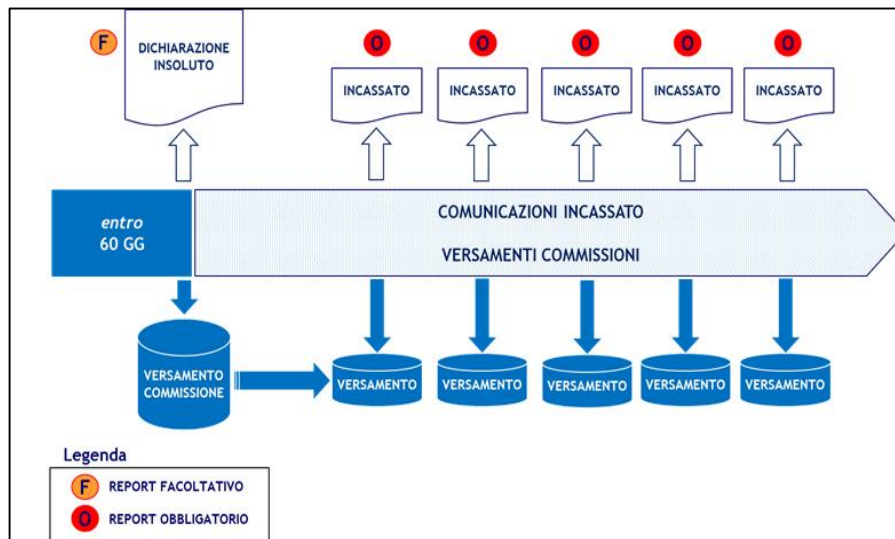 F
DICHIARAZIONE
INSOLUTO
O O O O O
INCASSATO INCASSATO INCASSATO INCASSATO INCASSATO
entro
60 GG
COMUNICAZIONI INCASSATO
VERSAMENTI COMMISSIONI
VERSAMENTO
COMMISSIONE
VERSAMENTO VERSAMENTO VERSAMENTO VERSAMENTO VERSAMENTO
Legenda
F REPORT FACOLTATIVO
O REPORT OBBLIGATORIO